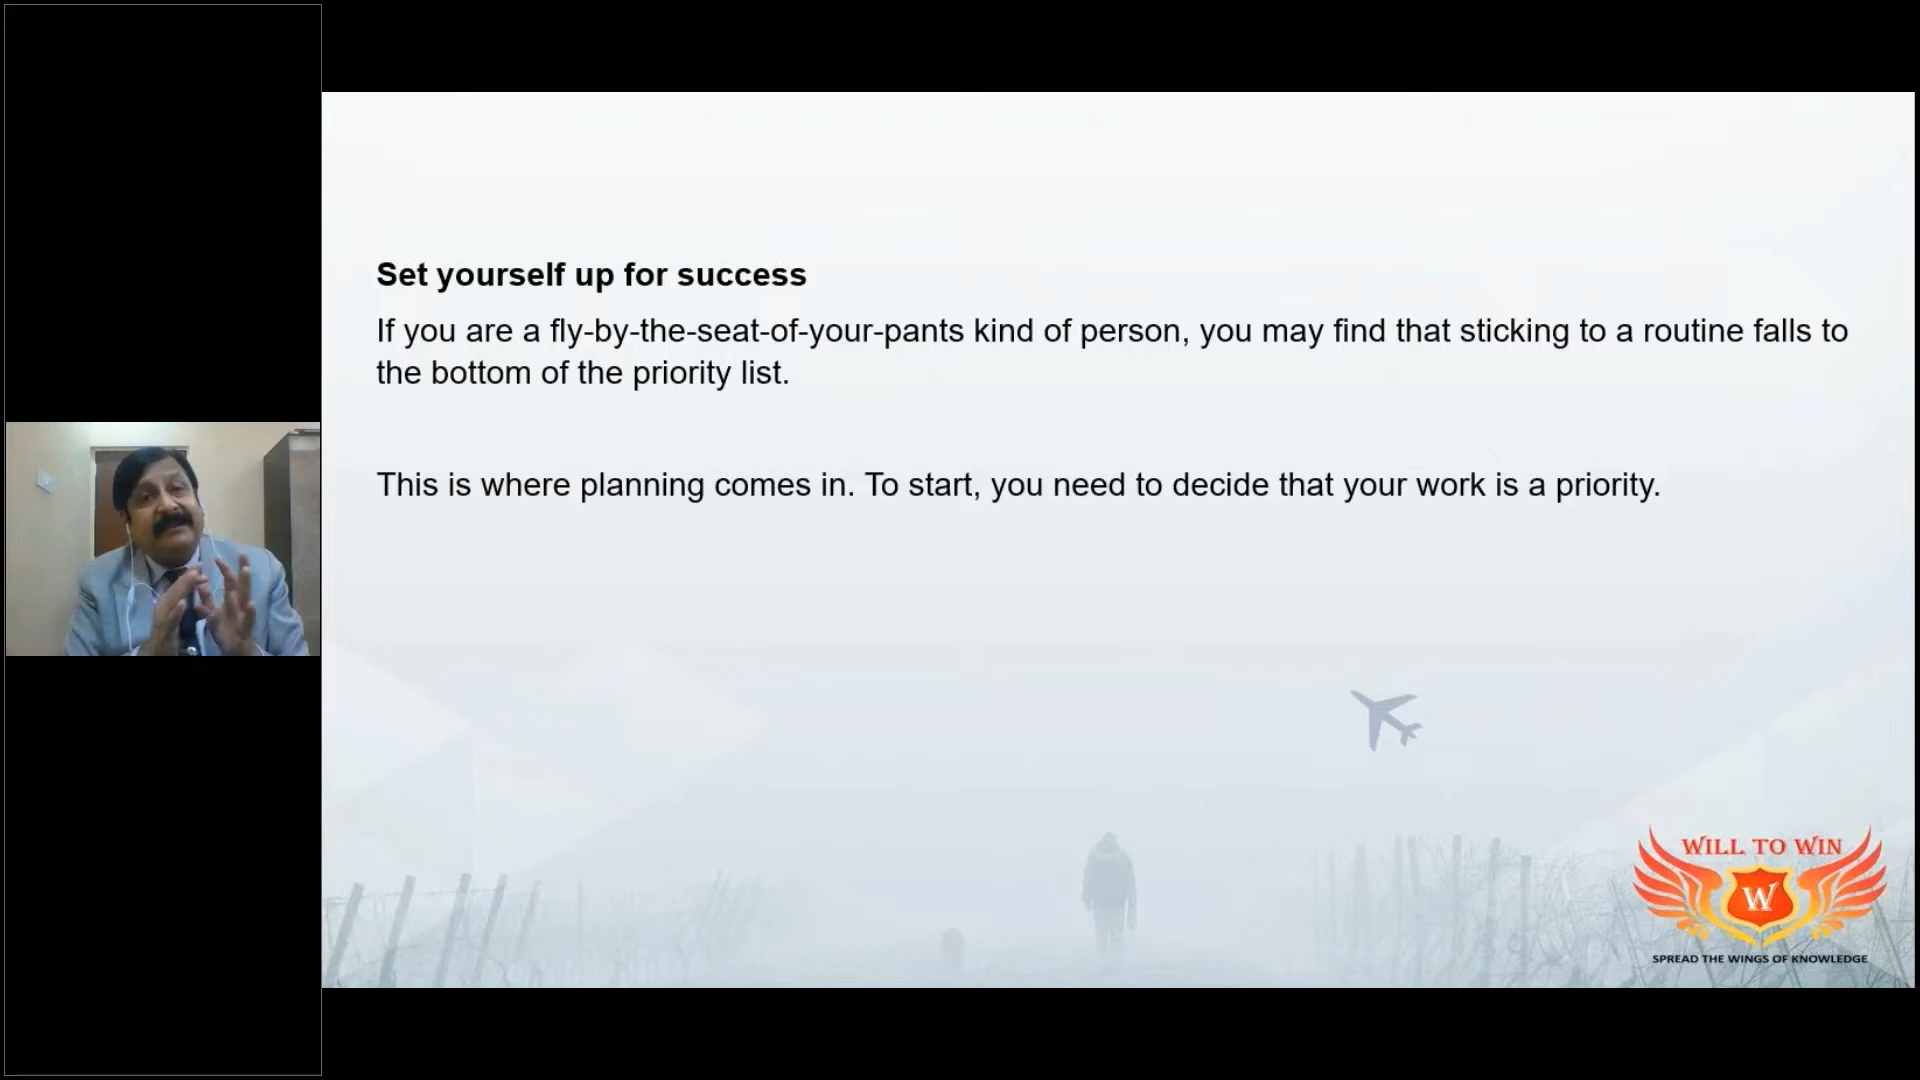 Set yourself up for success
If you are a fly-by-the-seat-of-your-pants kind of person, you may find that sticking to a routine falls to
the bottom of the priority list.
This is where planning comes in. To start, you need to decide that your work is a priority.
WILL TO WIN
W
SPREAD THE WINGS OF KNOWLEDGE